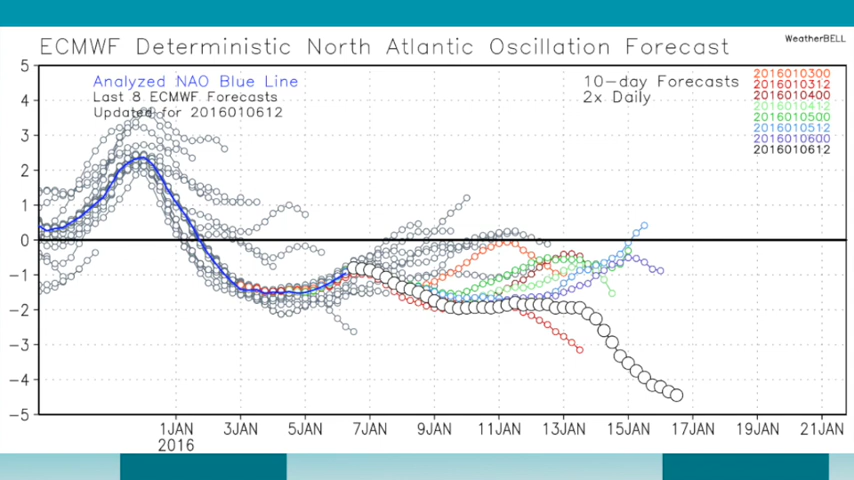 WeatherBELL
ECMWF Deterministic North Atlantic Oscillation Forecast
Analyzed NAO Blue Line
Last 8 ECMWF Forecasts
Updated for 2016010612
10-day Forecasts
2x Daily
2016010300
2016010312
2016010400
2016010412
2016010500
2016010512
2016010600
2016010612
5
4
3
2
1
0
-1
-2
-3
-4
-5
1JAN 3JAN 5JAN 7JAN 9JAN 11JAN 13JAN 15JAN 17JAN 19JAN 21JAN
2016